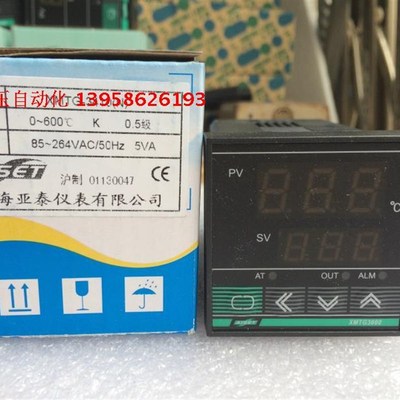 自动化 13958626193
0~600℃ K 0.5级
85~264VAC/50Hz 5VA
SET 沪制 01130047 CE
海亚泰仪表有限公司
PV
℃
SV
AT OUT ALM